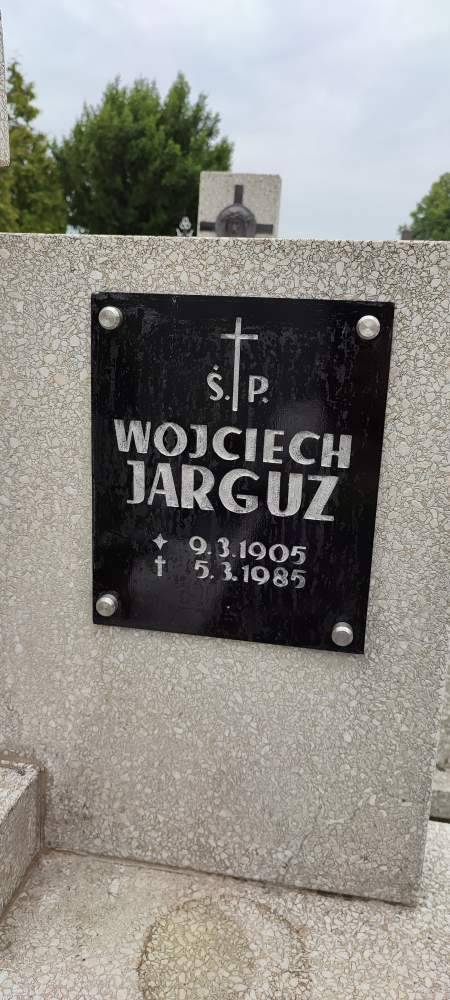 Ś. P.
WOJCIECH
JARGUZ
✦ 9.3.1905
† 5.3.1985